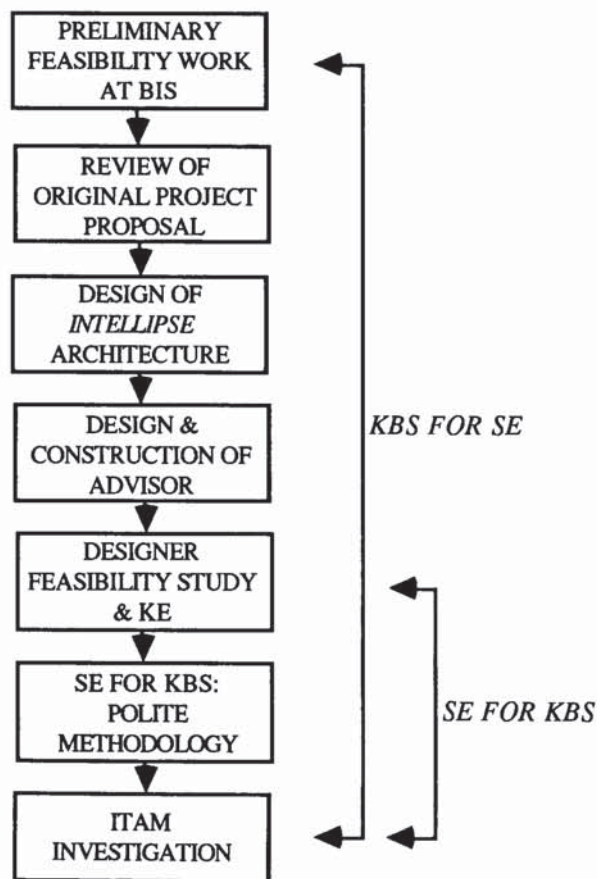 PRELIMINARY
FEASIBILITY WORK
AT BIS
REVIEW OF
ORIGINAL PROJECT
PROPOSAL
DESIGN OF
INTELLIPSE
ARCHITECTURE
DESIGN &
CONSTRUCTION OF
ADVISOR
KBS FOR SE
DESIGNER
FEASIBILITY STUDY
& KE
SE FOR KBS:
POLITE
METHODOLOGY
SE FOR KBS
ITAM
INVESTIGATION